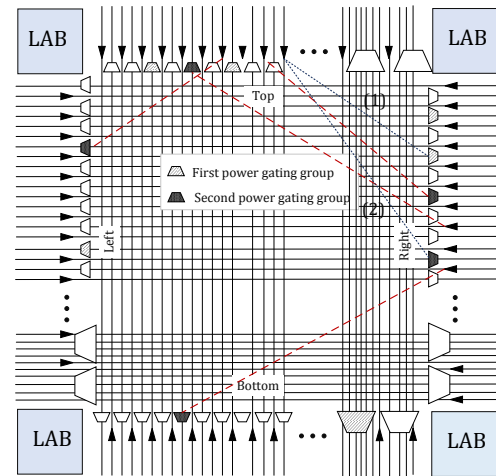 LAB
LAB
Top
(1)
First power gating group
Second power gating group
(2)
Left
Right
Bottom
LAB
LAB